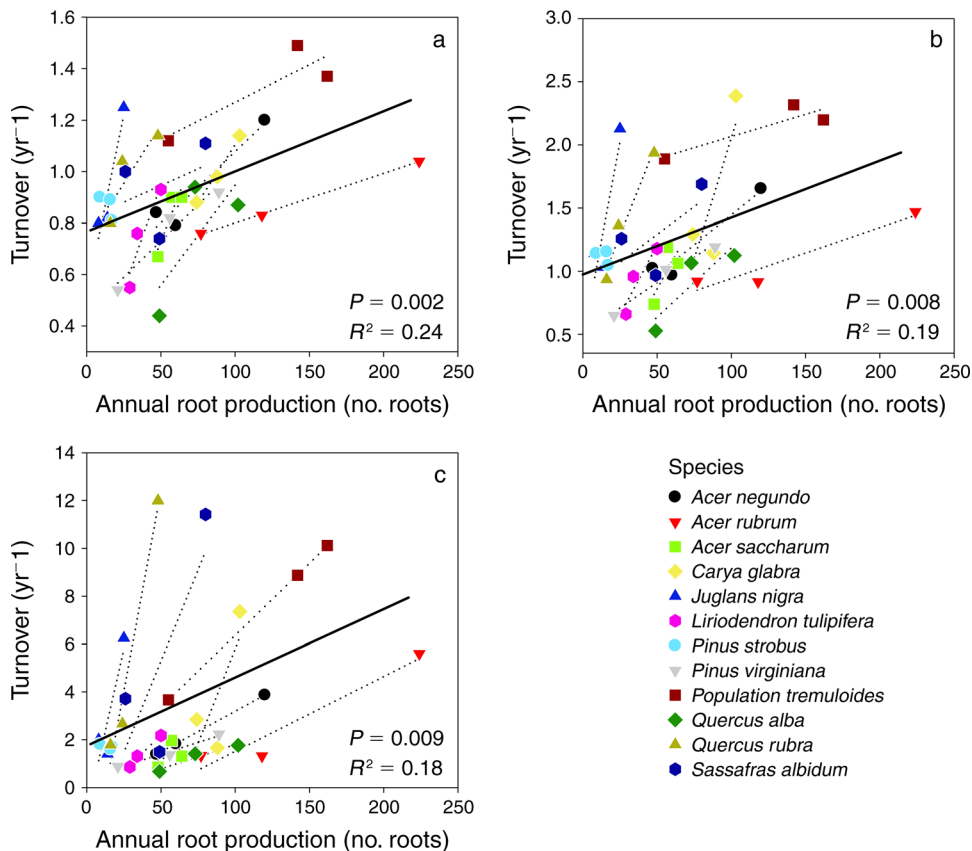 a
1.6
1.4
1.2
1.0
0.8
0.6
0.4
Turnover (yr−1)
P = 0.002
R² = 0.24
0 50 100 150 200 250
Annual root production (no. roots)
b
3.0
2.5
2.0
1.5
1.0
0.5
Turnover (yr−1)
P = 0.008
R² = 0.19
0 50 100 150 200 250
Annual root production (no. roots)
c
14
12
10
8
6
4
2
0
Turnover (yr−1)
P = 0.009
R² = 0.18
0 50 100 150 200 250
Annual root production (no. roots)
Species
Acer negundo
Acer rubrum
Acer saccharum
Carya glabra
Juglans nigra
Liriodendron tulipifera
Pinus strobus
Pinus virginiana
Population tremuloides
Quercus alba
Quercus rubra
Sassafras albidum